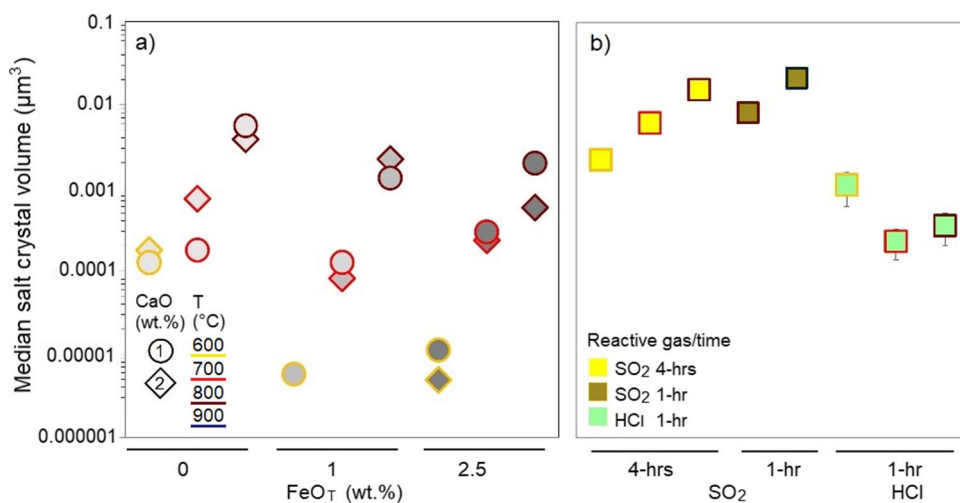 Median salt crystal volume (µm³)
0.1
0.01
0.001
0.0001
0.00001
0.000001
a)
CaO
(wt.%)
1
2
T
(°C)
600
700
800
900
0
1
2.5
FeO_T (wt.%)
b)
Reactive gas/time
SO₂ 4-hrs
SO₂ 1-hr
HCl 1-hr
4-hrs
1-hr
SO₂
1-hr
HCl